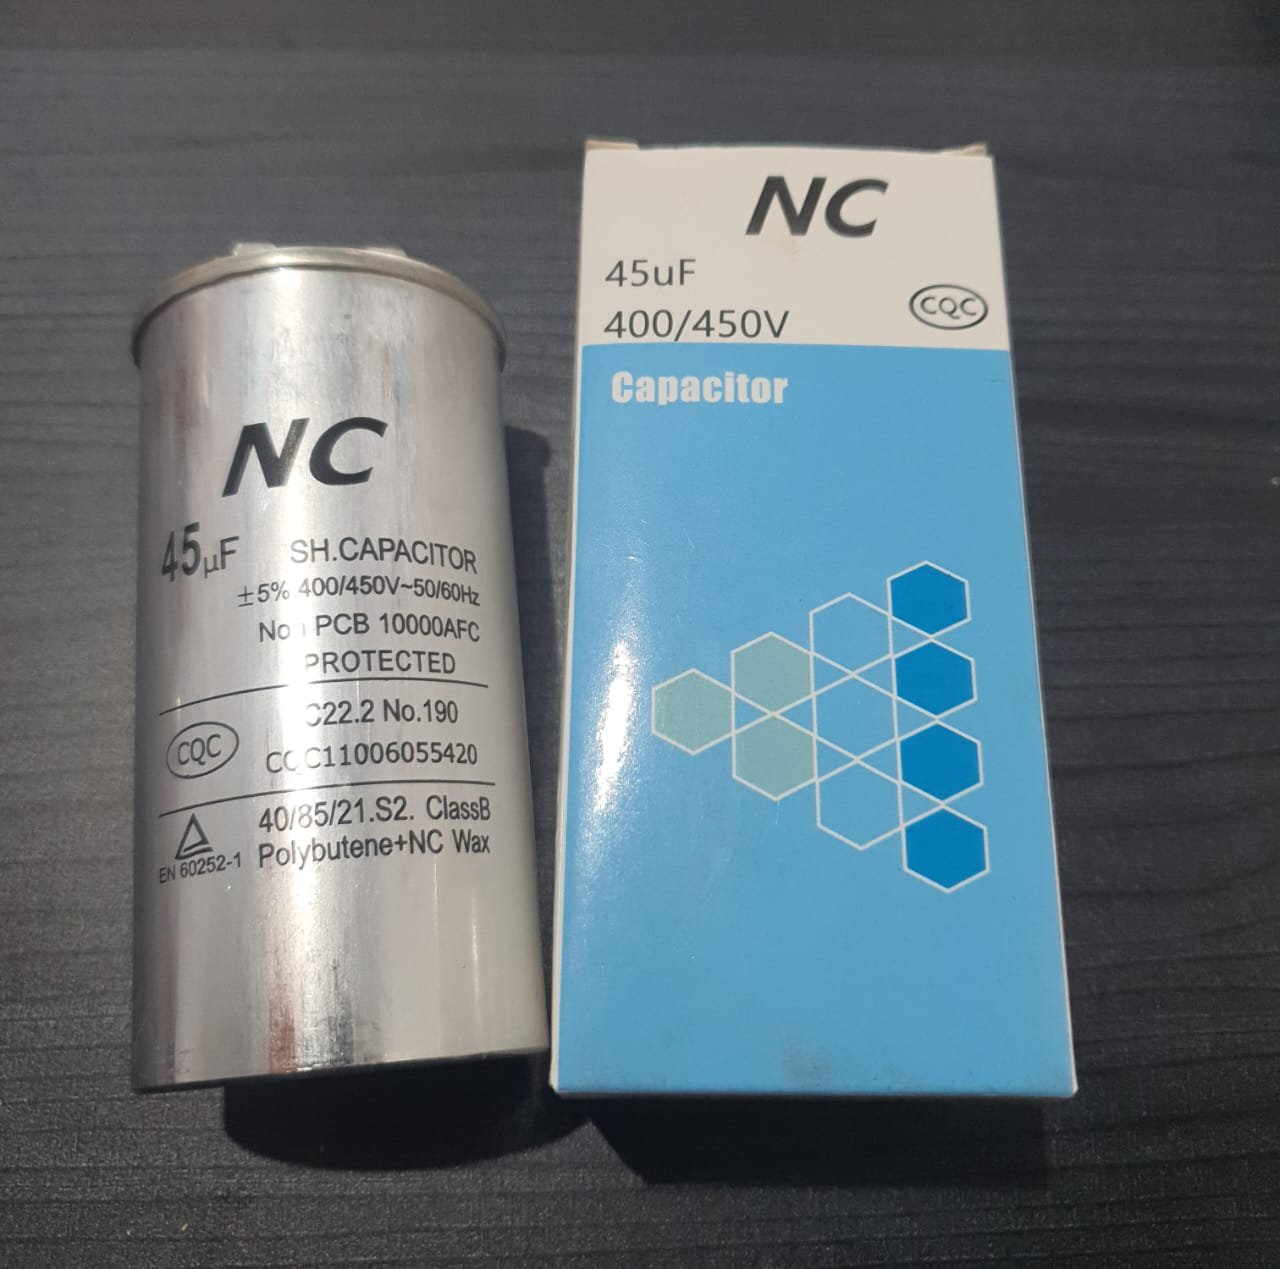 NC
45µF SH.CAPACITOR
±5% 400/450V~50/60Hz
Non PCB 10000AFC
PROTECTED
C22.2 No.190
CQC CQC11006055420
40/85/21.S2. ClassB
EN 60252-1 Polybutene+NC Wax
NC
45uF
400/450V
CQC
Capacitor